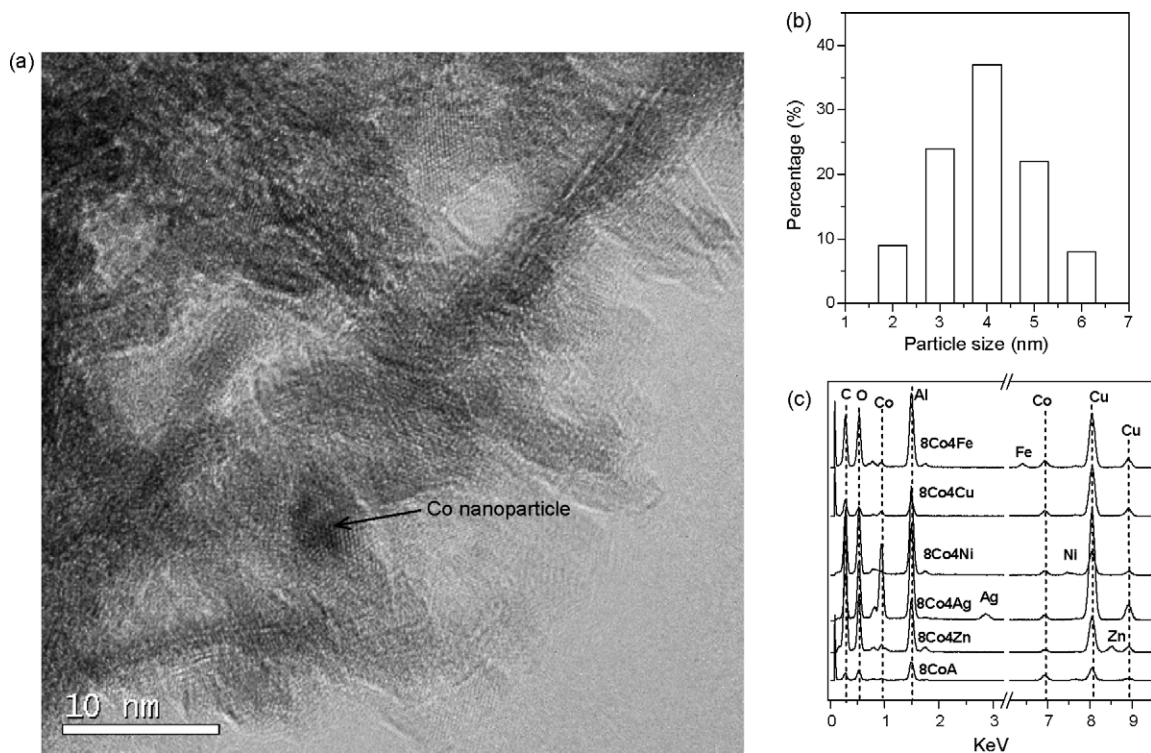 (a)
Co nanoparticle
10 nm
(b)
40
30
20
10
0
Percentage (%)
1 2 3 4 5 6 7
Particle size (nm)
(c)
C O Co Al Co Cu Cu
8Co4Fe
Fe
8Co4Cu
8Co4Ni
Ni
8Co4Ag
Ag
8Co4Zn
Zn
8CoA
0 1 2 3 7 8 9
KeV